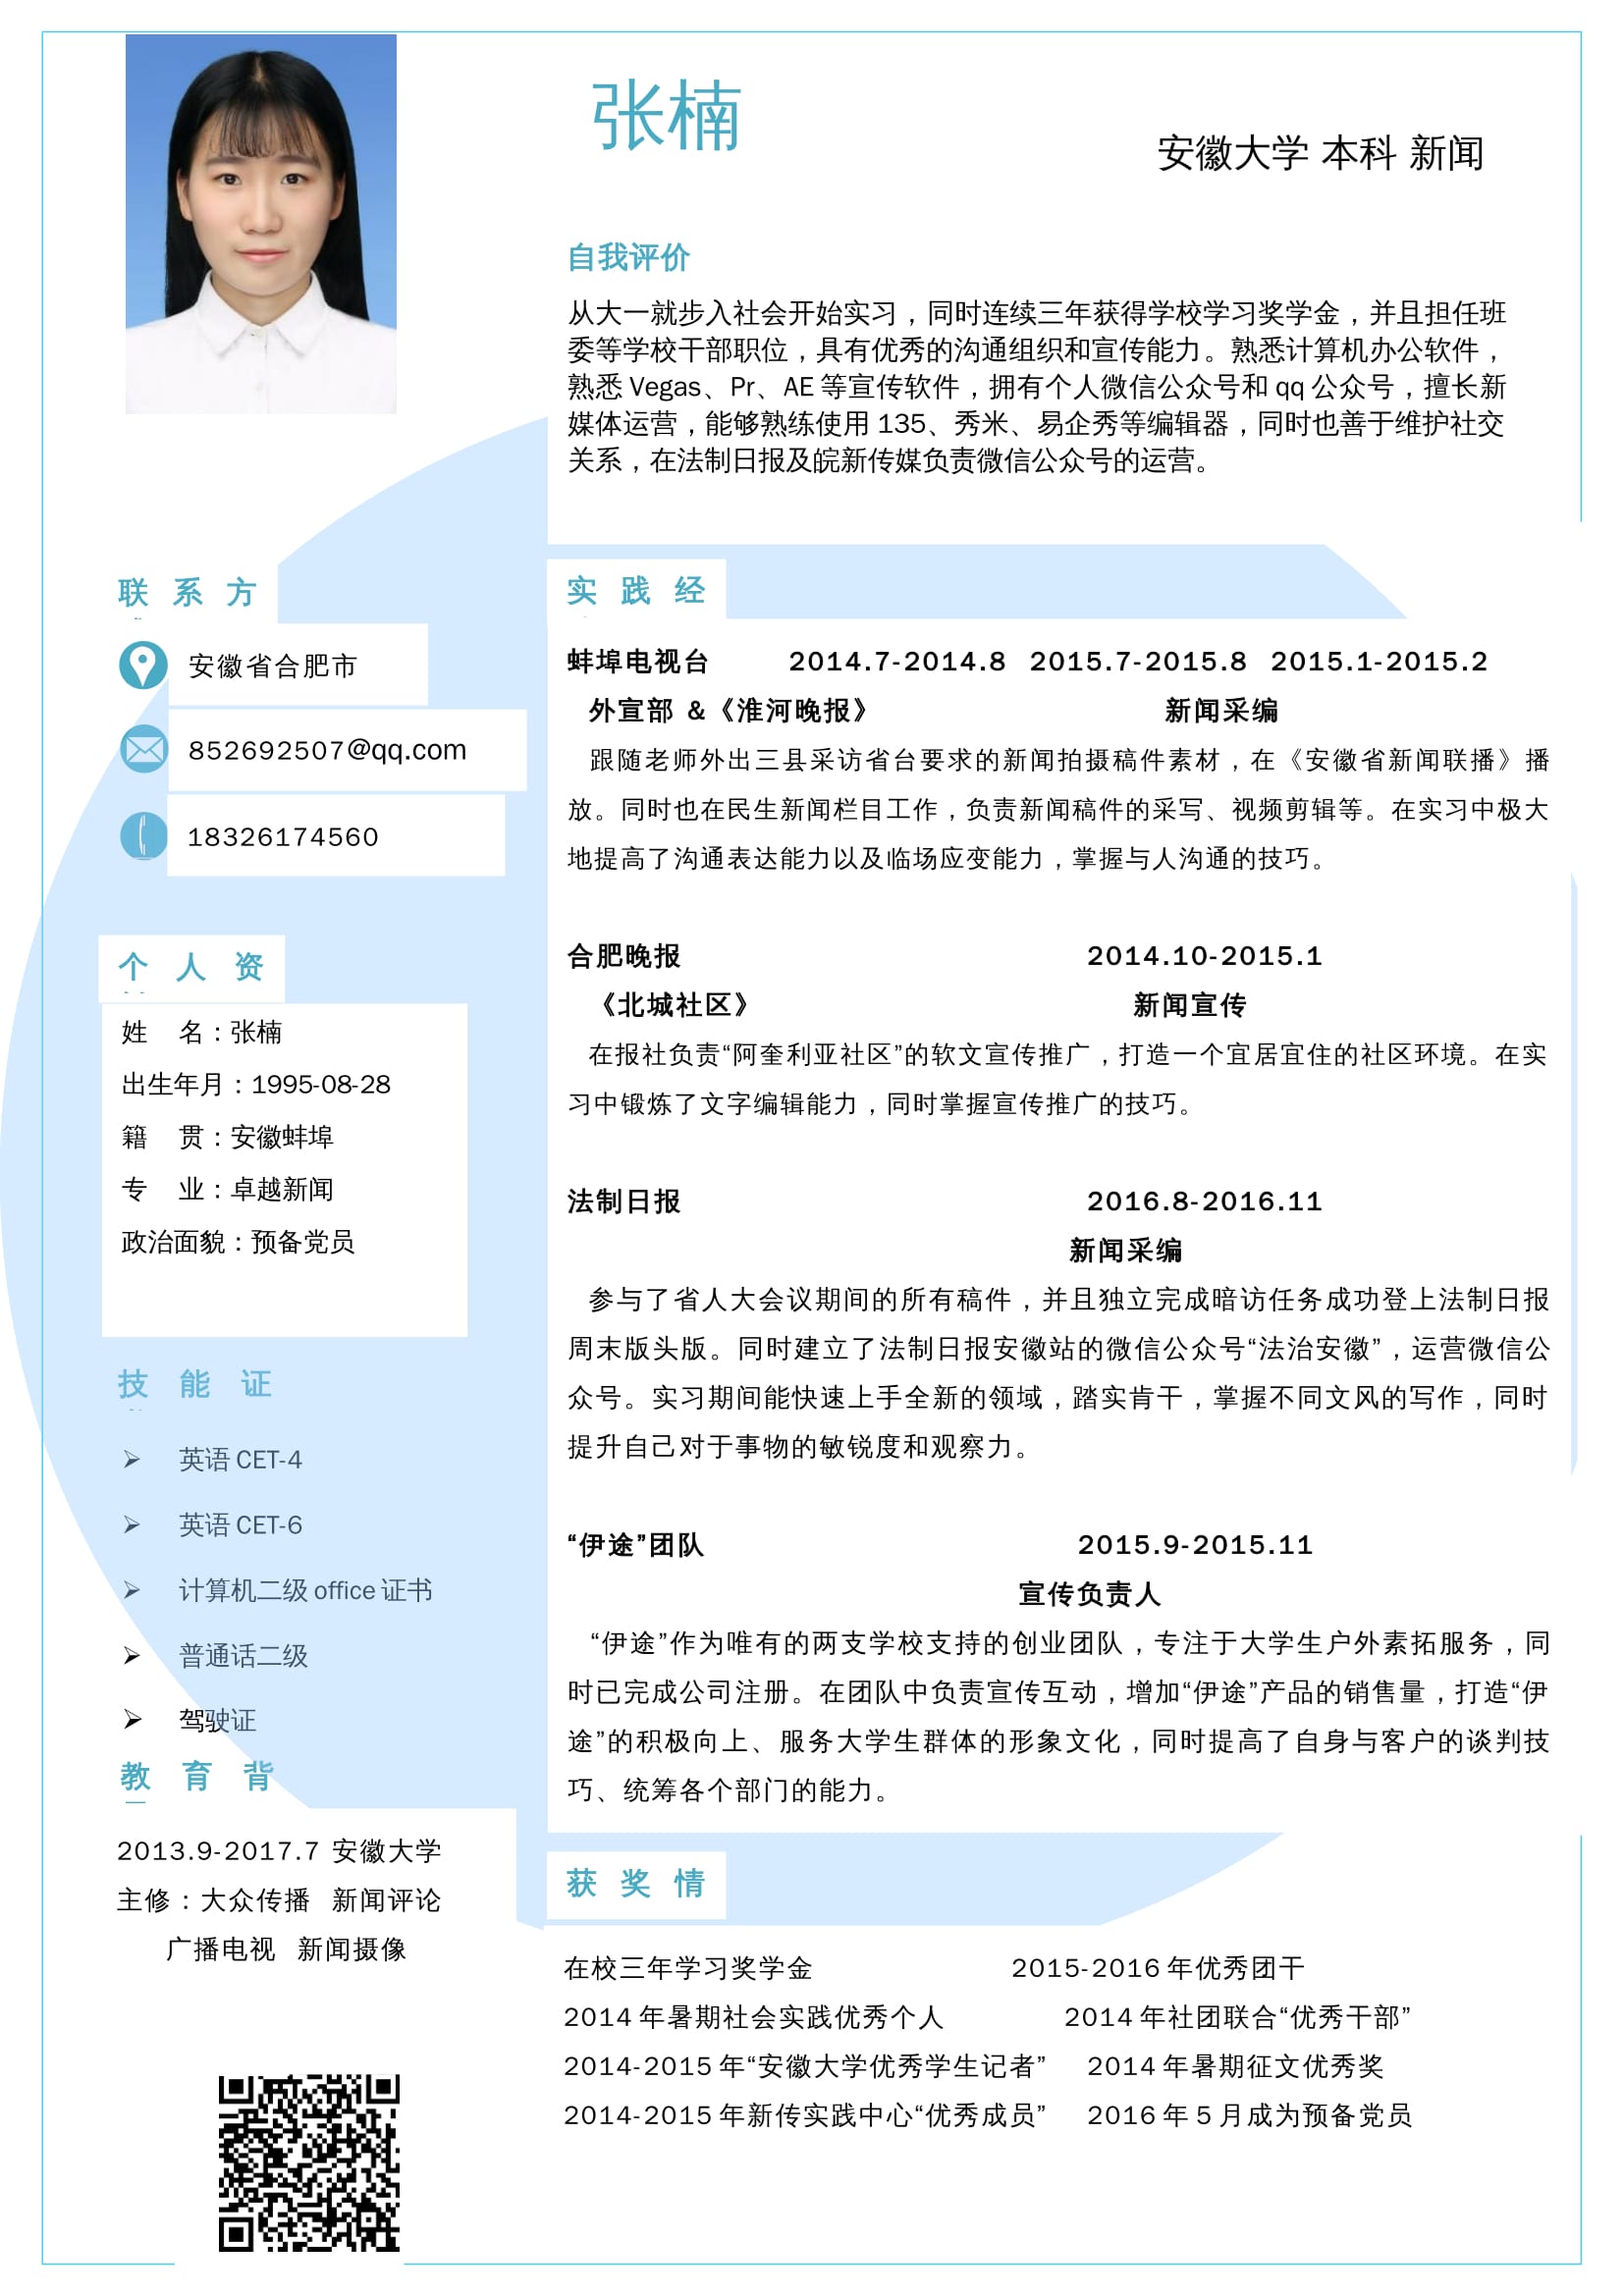 张楠
安徽大学 本科 新闻
自我评价
从大一就步入社会开始实习，同时连续三年获得学校学习奖学金，并且担任班
委等学校干部职位，具有优秀的沟通组织和宣传能力。熟悉计算机办公软件，
熟悉 Vegas、Pr、AE 等宣传软件，拥有个人微信公众号和 qq 公众号，擅长新
媒体运营，能够熟练使用 135、秀米、易企秀等编辑器，同时也善于维护社交
关系，在法制日报及皖新传媒负责微信公众号的运营。
联 系 方
安徽省合肥市
852692507@qq.com
18326174560
个 人 资
姓 名：张楠
出生年月：1995-08-28
籍 贯：安徽蚌埠
专 业：卓越新闻
政治面貌：预备党员
技 能 证
英语 CET-4
英语 CET-6
计算机二级 office 证书
普通话二级
驾驶证
教 育 背
2013.9-2017.7 安徽大学
主修：大众传播 新闻评论
广播电视 新闻摄像
实 践 经
蚌埠电视台 2014.7-2014.8 2015.7-2015.8 2015.1-2015.2
外宣部 &《淮河晚报》 新闻采编
跟随老师外出三县采访省台要求的新闻拍摄稿件素材，在《安徽省新闻联播》播
放。同时也在民生新闻栏目工作，负责新闻稿件的采写、视频剪辑等。在实习中极大
地提高了沟通表达能力以及临场应变能力，掌握与人沟通的技巧。
合肥晚报 2014.10-2015.1
《北城社区》 新闻宣传
在报社负责“阿奎利亚社区”的软文宣传推广，打造一个宜居宜住的社区环境。在实
习中锻炼了文字编辑能力，同时掌握宣传推广的技巧。
法制日报 2016.8-2016.11
新闻采编
参与了省人大会议期间的所有稿件，并且独立完成暗访任务成功登上法制日报
周末版头版。同时建立了法制日报安徽站的微信公众号“法治安徽”，运营微信公
众号。实习期间能快速上手全新的领域，踏实肯干，掌握不同文风的写作，同时
提升自己对于事物的敏锐度和观察力。
“伊途”团队 2015.9-2015.11
宣传负责人
“伊途”作为唯有的两支学校支持的创业团队，专注于大学生户外素拓服务，同
时已完成公司注册。在团队中负责宣传互动，增加“伊途”产品的销售量，打造“伊
途”的积极向上、服务大学生群体的形象文化，同时提高了自身与客户的谈判技
巧、统筹各个部门的能力。
获 奖 情
在校三年学习奖学金 2015-2016 年优秀团干
2014 年暑期社会实践优秀个人 2014 年社团联合“优秀干部”
2014-2015 年“安徽大学优秀学生记者” 2014 年暑期征文优秀奖
2014-2015 年新传实践中心“优秀成员” 2016 年 5 月成为预备党员